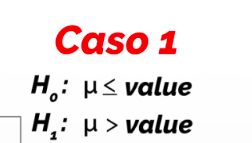 Caso 1
H₀: μ ≤ value
H₁: μ > value